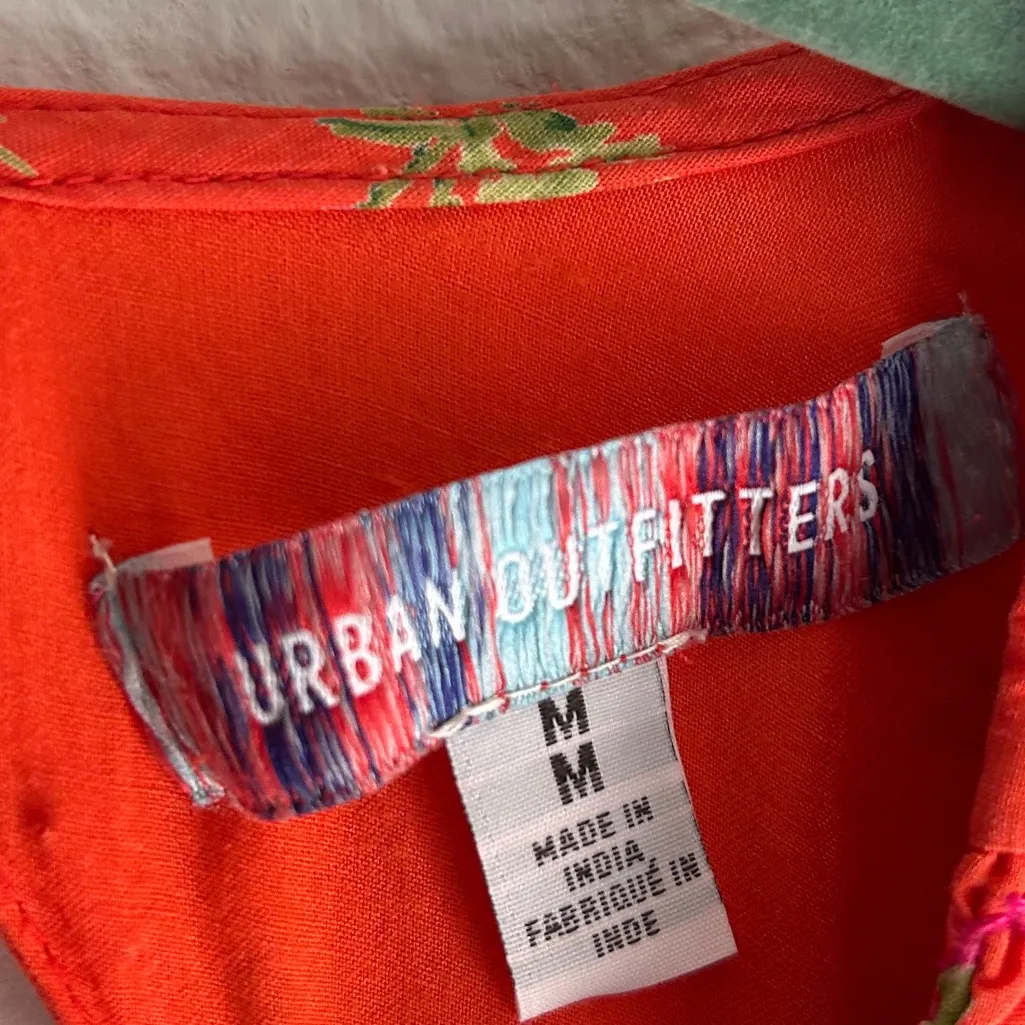 URBAN OUTFITTERS
M
M
MADE IN
INDIA
FABRIQUÉ IN
INDE